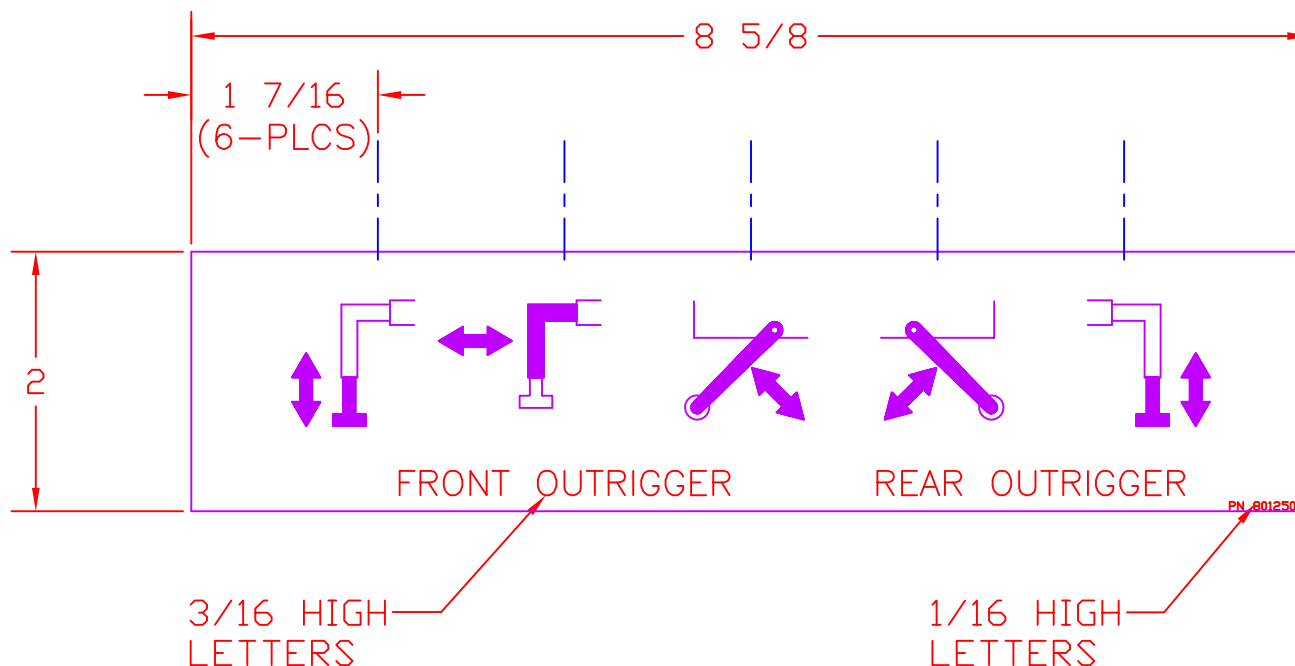 8 5/8
1 7/16
(6-PLCS)
2
FRONT OUTRIGGER
REAR OUTRIGGER
PN 801250
3/16 HIGH
LETTERS
1/16 HIGH
LETTERS